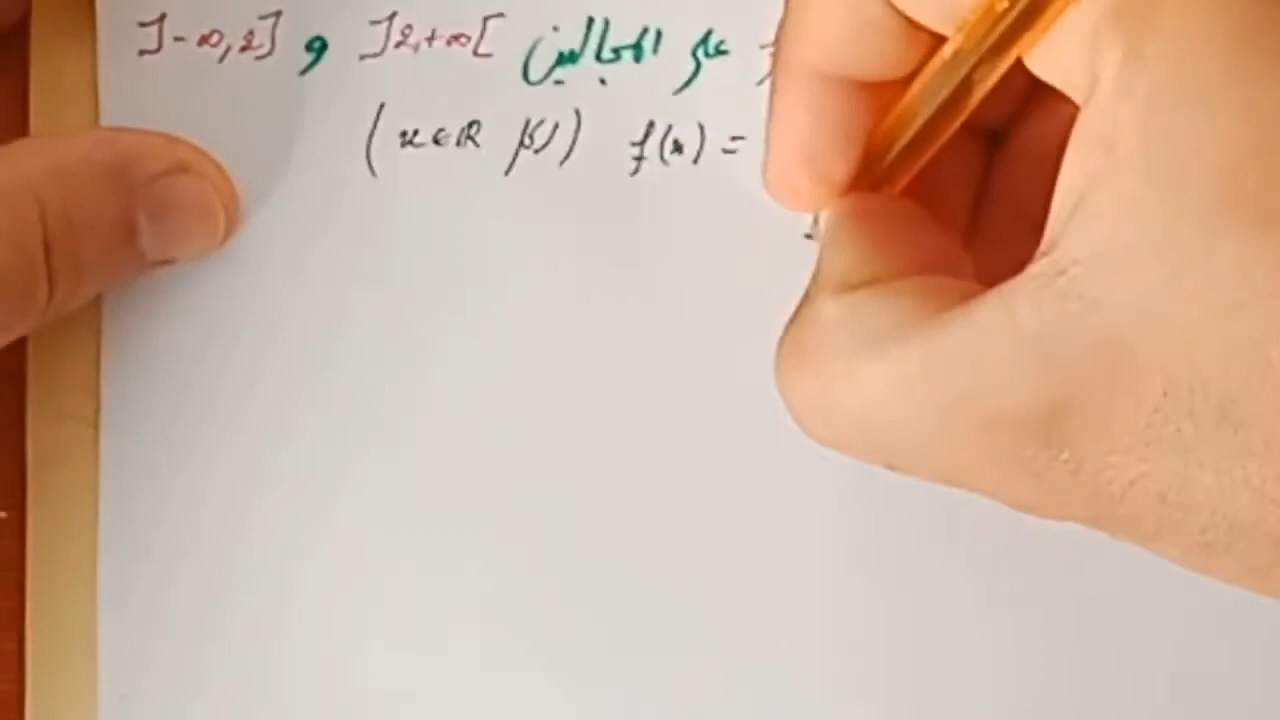 على المجالين ]2,+∞[ و ]-∞,2]
f(x) = (x∈ℝ لكل)